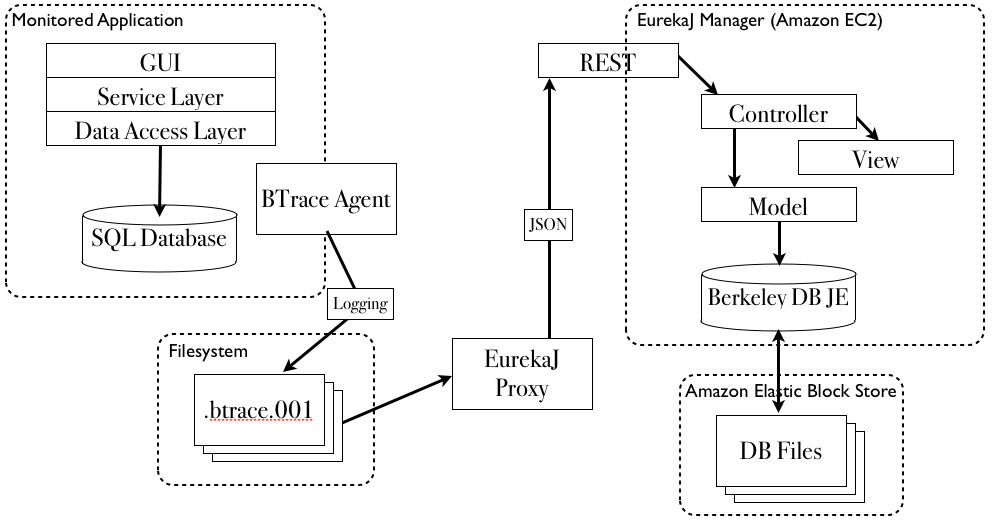 Monitored Application
GUI
Service Layer
Data Access Layer
SQL Database
BTrace Agent
Logging
Filesystem
.btrace.001
EurekaJ
Proxy
JSON
EurekaJ Manager (Amazon EC2)
REST
Controller
View
Model
Berkeley DB JE
Amazon Elastic Block Store
DB Files